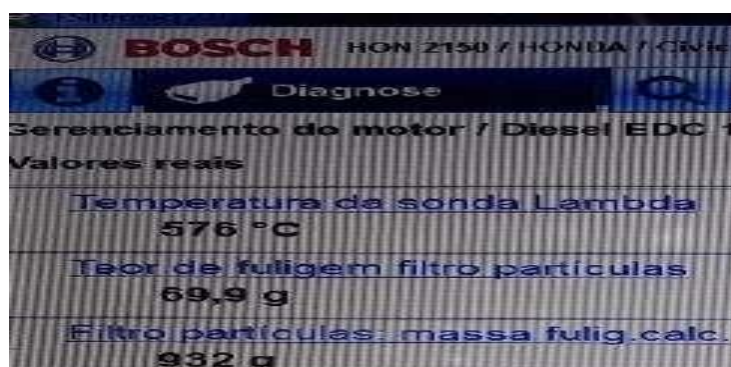 BOSCH HON 2150 / HONDA / Civic
Diagnose
Gerenciamento do motor / Diesel EDC 1
Valores reais
Temperatura da sonda Lambda
576 °C
Teor de fuligem filtro partículas
69,9 g
Filtro partículas: massa fulig.calc.
932 g